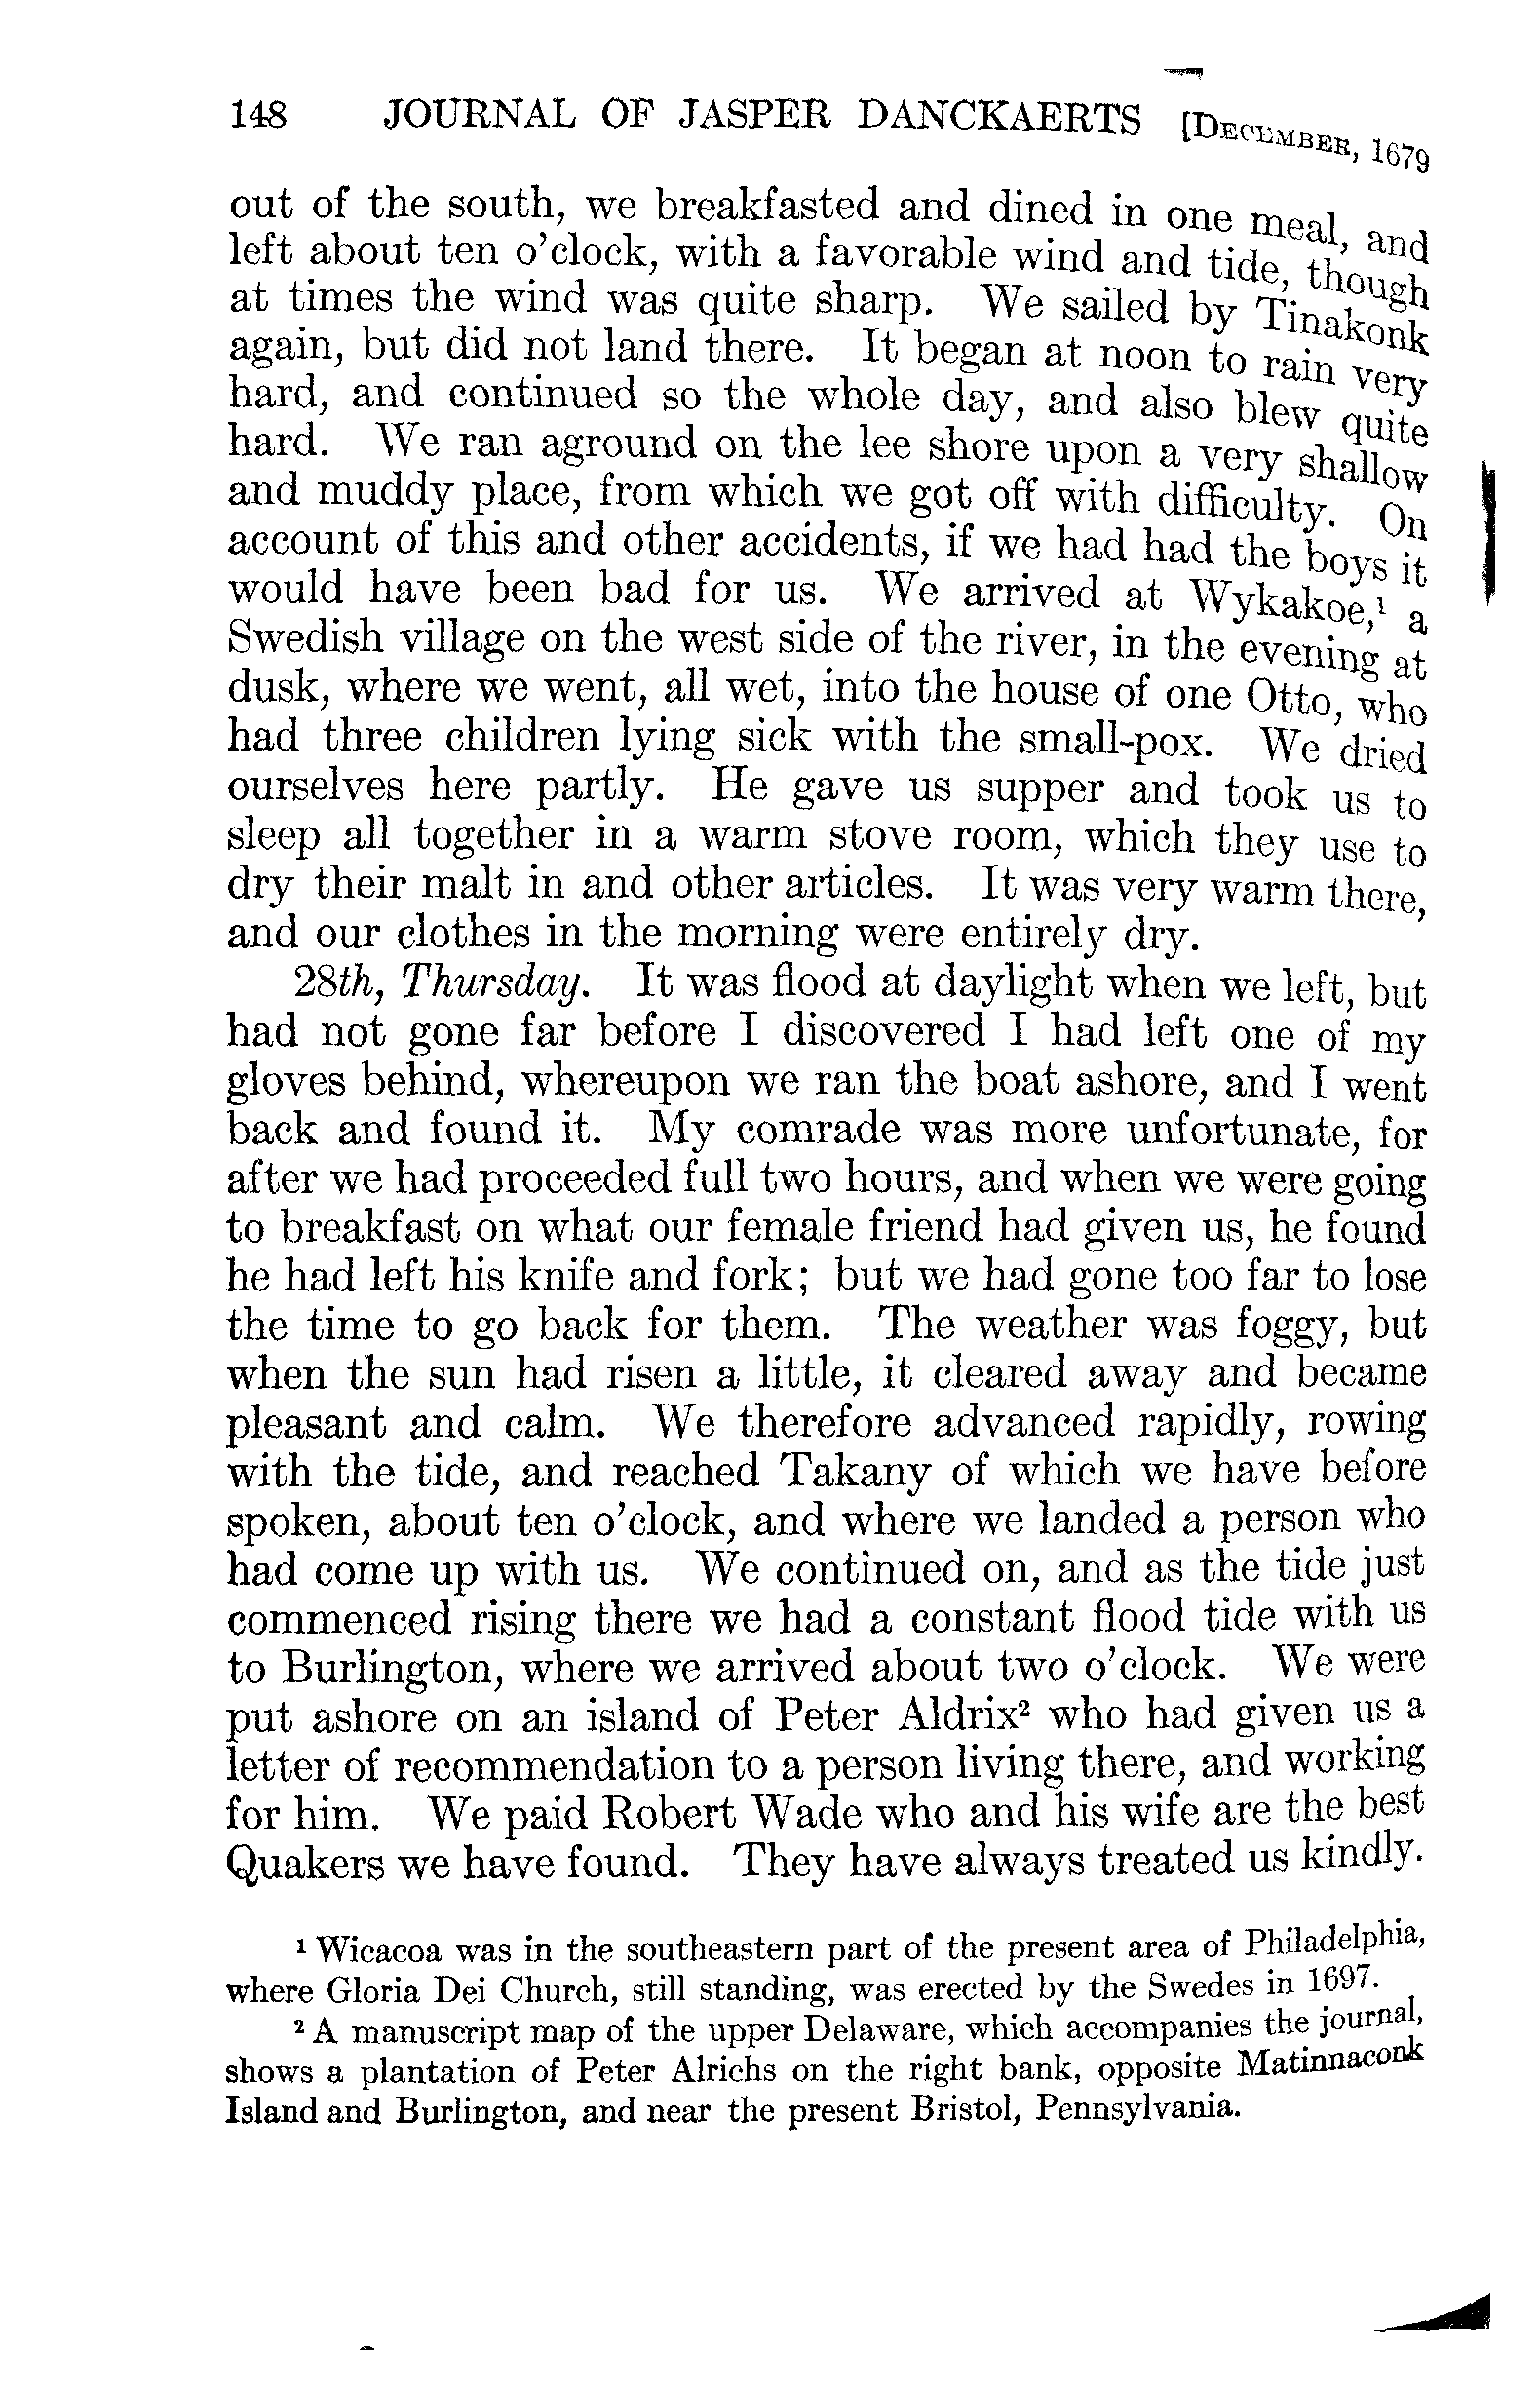 148 JOURNAL OF JASPER DANCKAERTS [DECEMBER, 1679
out of the south, we breakfasted and dined in one meal, and
left about ten o'clock, with a favorable wind and tide, though
at times the wind was quite sharp. We sailed by Tinakonk
again, but did not land there. It began at noon to rain very
hard, and continued so the whole day, and also blew quite
hard. We ran aground on the lee shore upon a very shallow
and muddy place, from which we got off with difficulty. On
account of this and other accidents, if we had had the boys it
would have been bad for us. We arrived at Wykakoe,¹ a
Swedish village on the west side of the river, in the evening at
dusk, where we went, all wet, into the house of one Otto, who
had three children lying sick with the small-pox. We dried
ourselves here partly. He gave us supper and took us to
sleep all together in a warm stove room, which they use to
dry their malt in and other articles. It was very warm there,
and our clothes in the morning were entirely dry.
28th, Thursday. It was flood at daylight when we left, but
had not gone far before I discovered I had left one of my
gloves behind, whereupon we ran the boat ashore, and I went
back and found it. My comrade was more unfortunate, for
after we had proceeded full two hours, and when we were going
to breakfast on what our female friend had given us, he found
he had left his knife and fork; but we had gone too far to lose
the time to go back for them. The weather was foggy, but
when the sun had risen a little, it cleared away and became
pleasant and calm. We therefore advanced rapidly, rowing
with the tide, and reached Takany of which we have before
spoken, about ten o'clock, and where we landed a person who
had come up with us. We continued on, and as the tide just
commenced rising there we had a constant flood tide with us
to Burlington, where we arrived about two o'clock. We were
put ashore on an island of Peter Aldrix² who had given us a
letter of recommendation to a person living there, and working
for him. We paid Robert Wade who and his wife are the best
Quakers we have found. They have always treated us kindly.
¹ Wicacoa was in the southeastern part of the present area of Philadelphia,
where Gloria Dei Church, still standing, was erected by the Swedes in 1697.
² A manuscript map of the upper Delaware, which accompanies the journal,
shows a plantation of Peter Alrichs on the right bank, opposite Matinnaconk
Island and Burlington, and near the present Bristol, Pennsylvania.